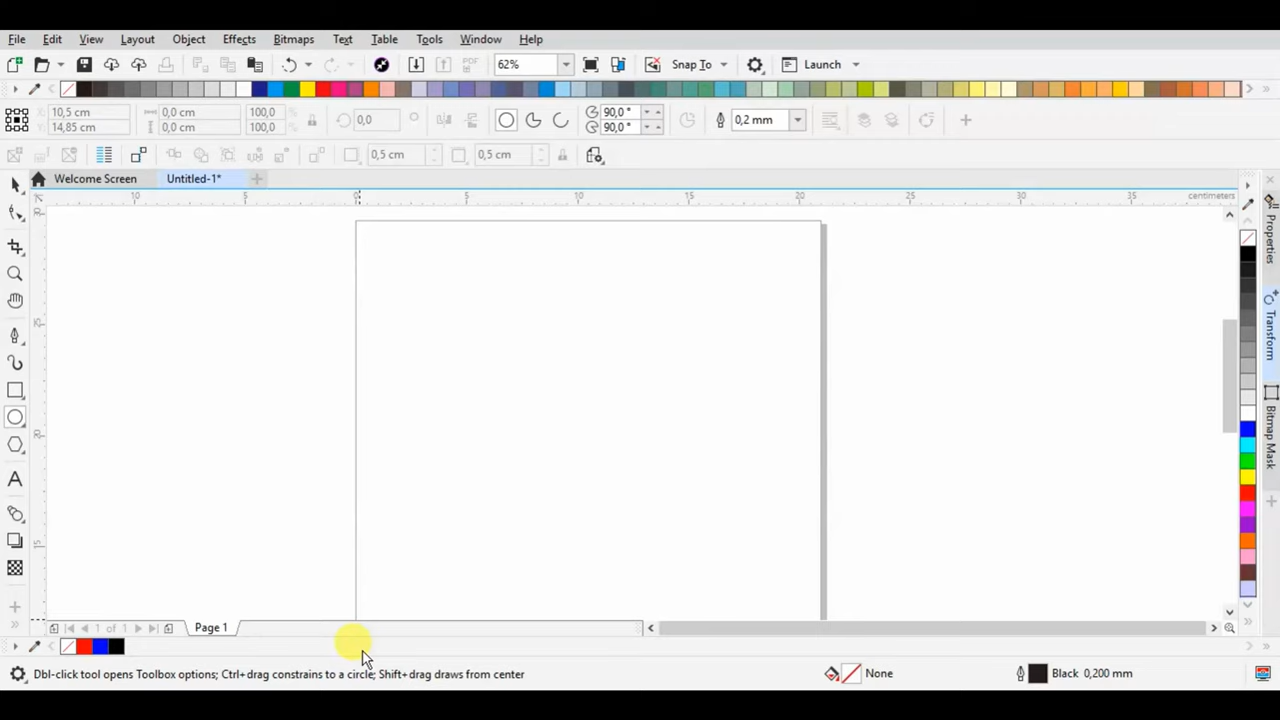 File Edit View Layout Object Effects Bitmaps Text Table Tools Window Help
PDF 62% Snap To Launch
X: 10,5 cm 0,0 cm 100,0 % 0,0 ° 90,0 ° 0,2 mm
Y: 14,85 cm 0,0 cm 100,0 % 90,0 °
0,5 cm 0,5 cm
Welcome Screen Untitled-1*
10 5 0 5 10 15 20 25 30 35 centimeters
Properties
Transform
Bitmap Mask
1 of 1 Page 1
Dbl-click tool opens Toolbox options; Ctrl+drag constrains to a circle; Shift+drag draws from center None Black 0,200 mm